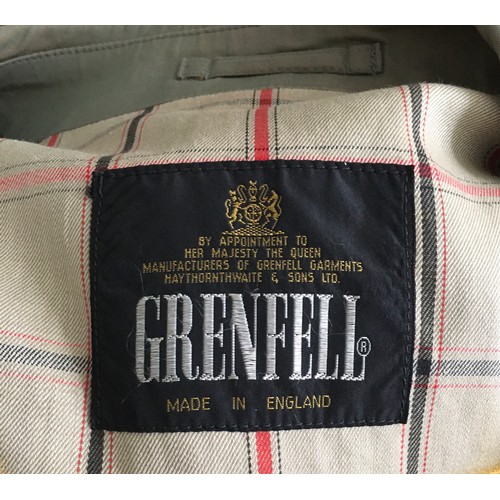 BY APPOINTMENT TO
HER MAJESTY THE QUEEN
MANUFACTURERS OF GRENFELL GARMENTS
HAYTHORNTHWAITE & SONS LTD.
GRENFELL®
MADE IN ENGLAND